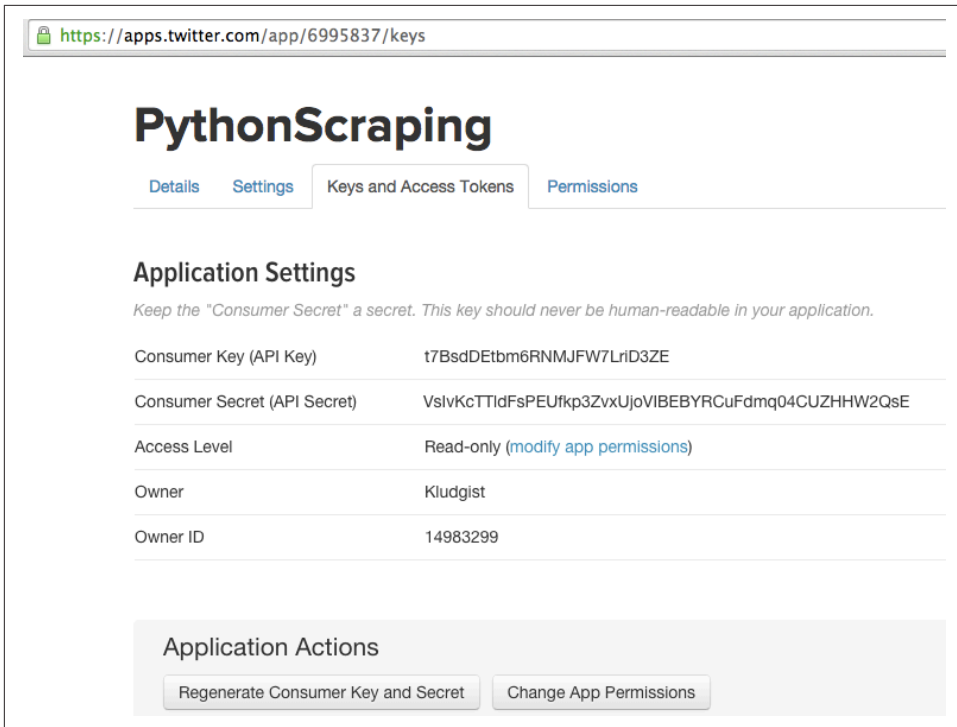 https://apps.twitter.com/app/6995837/keys
PythonScraping
Details Settings Keys and Access Tokens Permissions
Application Settings
Keep the "Consumer Secret" a secret. This key should never be human-readable in your application.
Consumer Key (API Key) t7BsdDEtbm6RNMJFW7LriD3ZE
Consumer Secret (API Secret)
Access Level Read-only (modify app permissions)
Owner Kludgist
Owner ID 14983299
Application Actions
Regenerate Consumer Key and Secret Change App Permissions